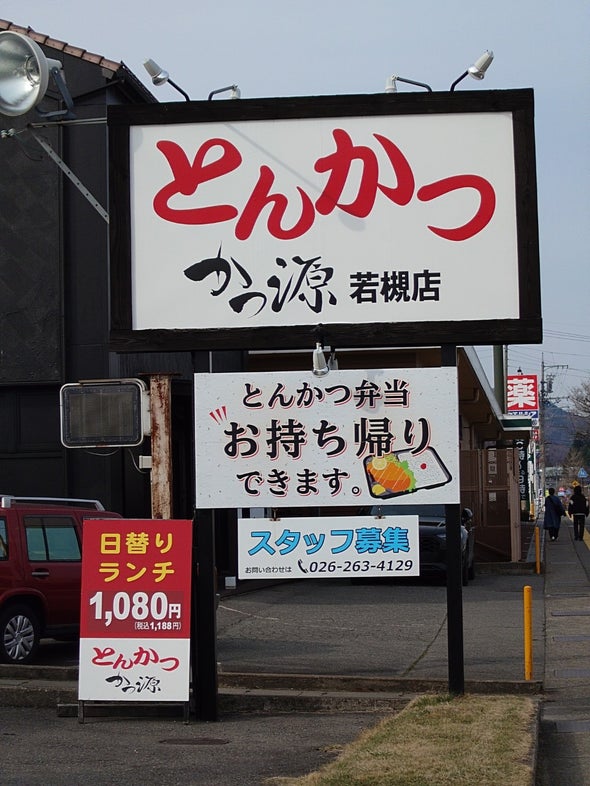 とんかつ
かつ源 若槻店
とんかつ弁当
お持ち帰り
できます。
スタッフ募集
お問い合わせは 026-263-4129
日替り
ランチ
1,080円
(税込1,188円)
とんかつ
かつ源
薬